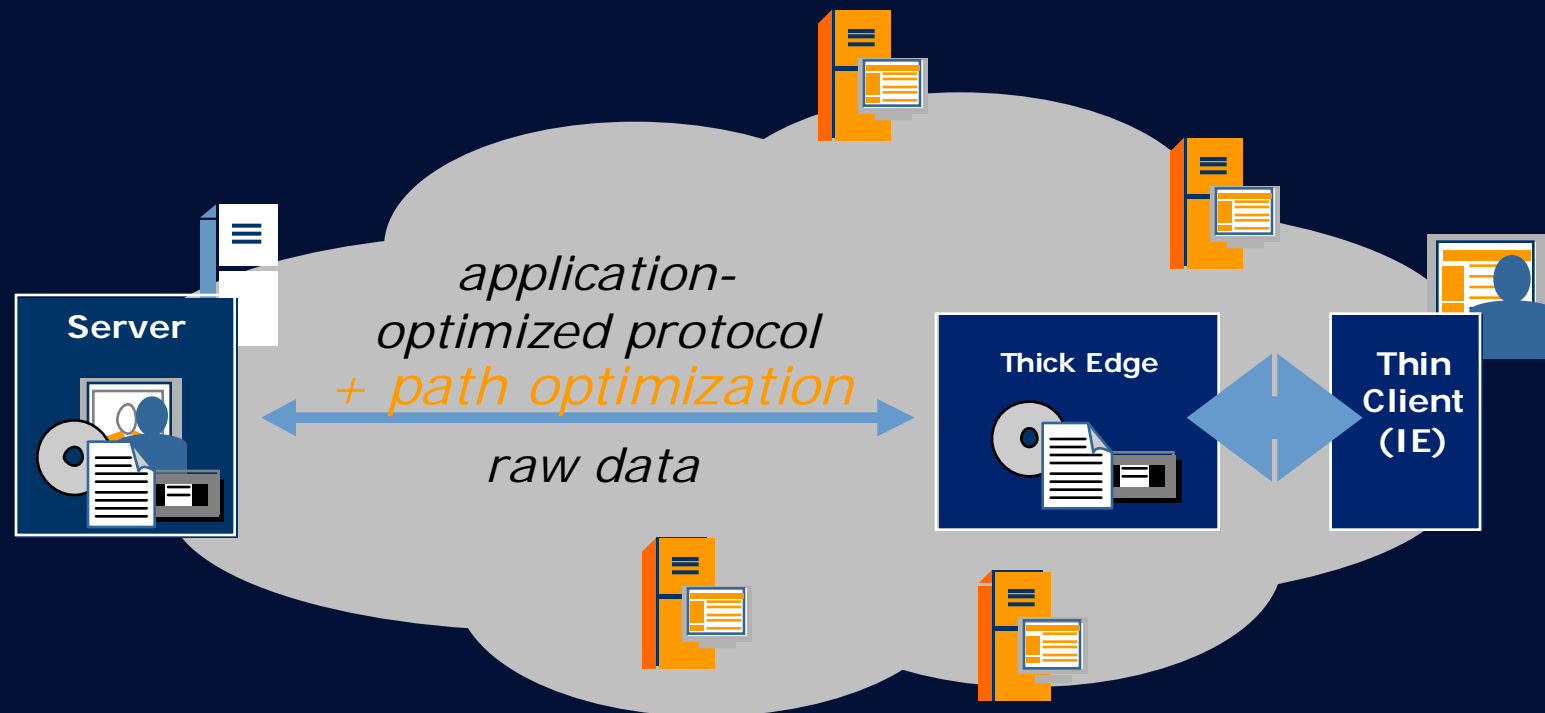 Server
application-
optimized protocol
+ path optimization
raw data
Thick Edge
Thin
Client
(IE)